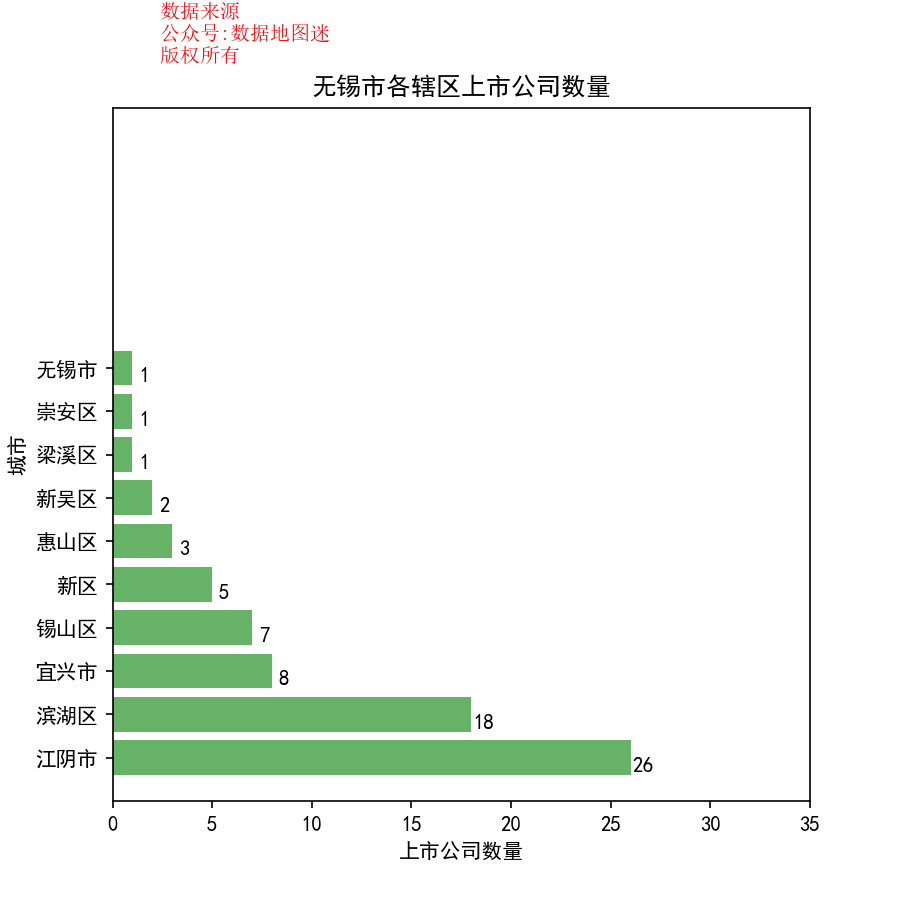 数据来源
公众号:数据地图迷
版权所有
无锡市各辖区上市公司数量
城市
无锡市 1
崇安区 1
梁溪区 1
新吴区 2
惠山区 3
新区 5
锡山区 7
宜兴市 8
滨湖区 18
江阴市 26
0 5 10 15 20 25 30 35
上市公司数量